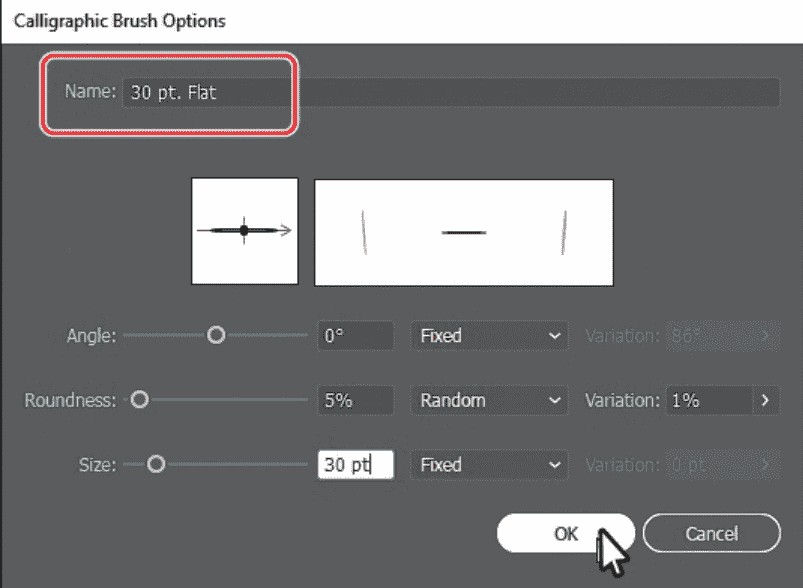 Calligraphic Brush Options
Name: 30 pt. Flat
Angle: 0° Fixed Variation: 86°
Roundness: 5% Random Variation: 1%
Size: 30 pt Fixed Variation: 0 pt
OK Cancel